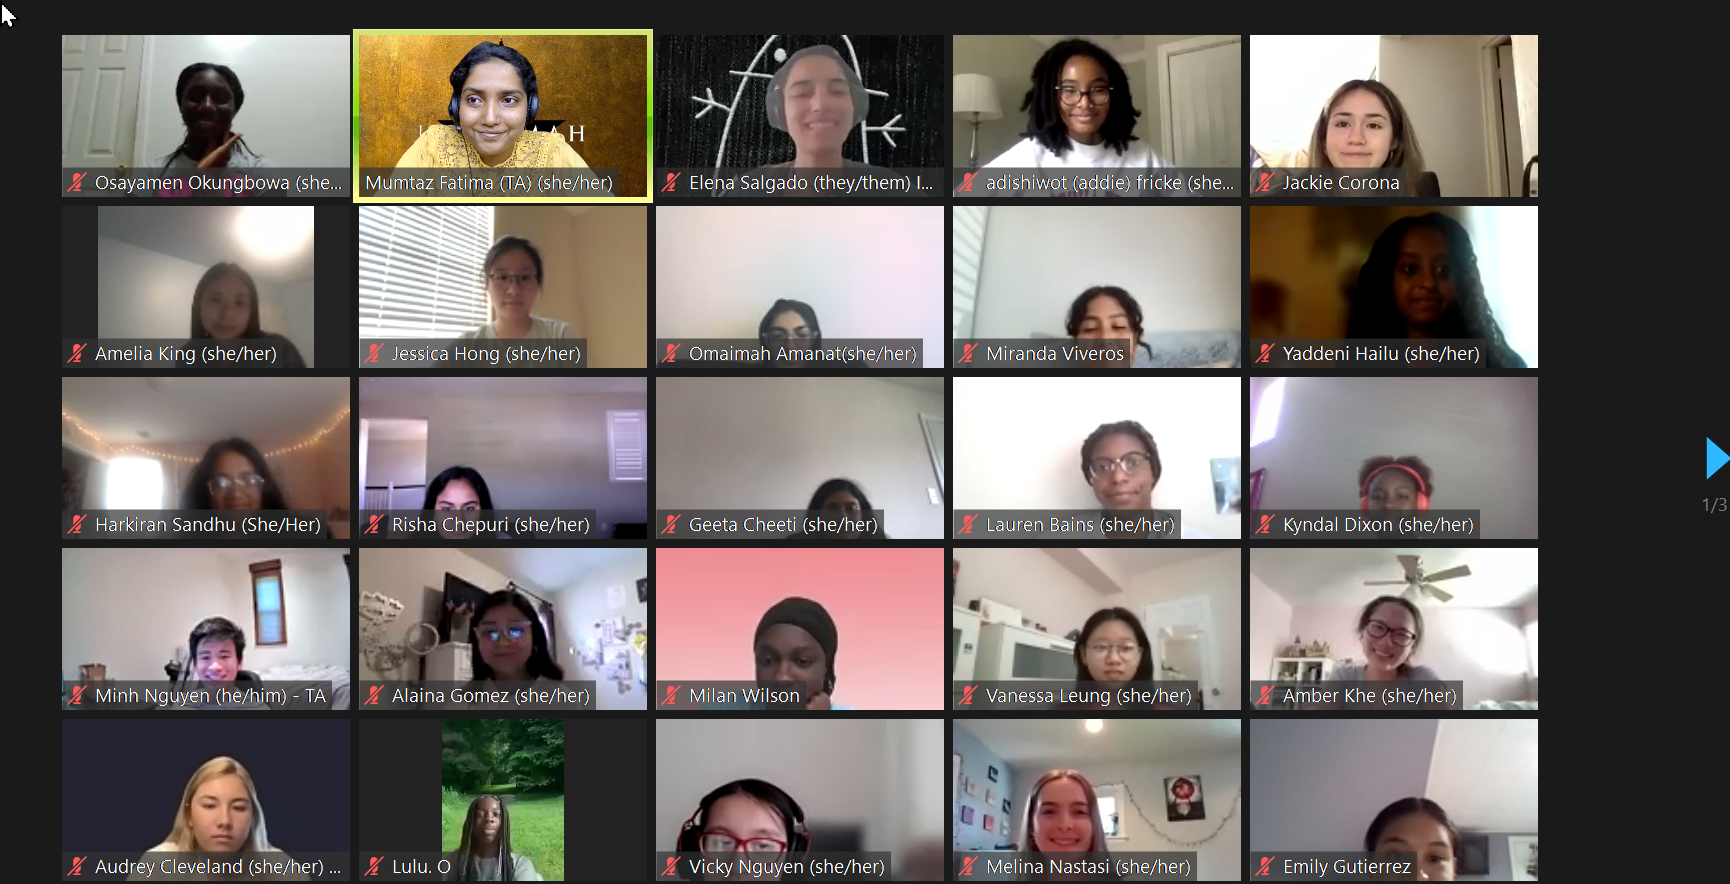 Osayamen Okungbowa (she...
Mumtaz Fatima (TA) (she/her)
Elena Salgado (they/them) I...
adishiwot (addie) fricke (she...
Jackie Corona
Amelia King (she/her)
Jessica Hong (she/her)
Omaimah Amanat(she/her)
Miranda Viveros
Yaddeni Hailu (she/her)
Harkiran Sandhu (She/Her)
Risha Chepuri (she/her)
Geeta Cheeti (she/her)
Lauren Bains (she/her)
Kyndal Dixon (she/her)
Minh Nguyen (he/him) - TA
Alaina Gomez (she/her)
Milan Wilson
Vanessa Leung (she/her)
Amber Khe (she/her)
Audrey Cleveland (she/her) ...
Lulu. O
Vicky Nguyen (she/her)
Melina Nastasi (she/her)
Emily Gutierrez
1/3